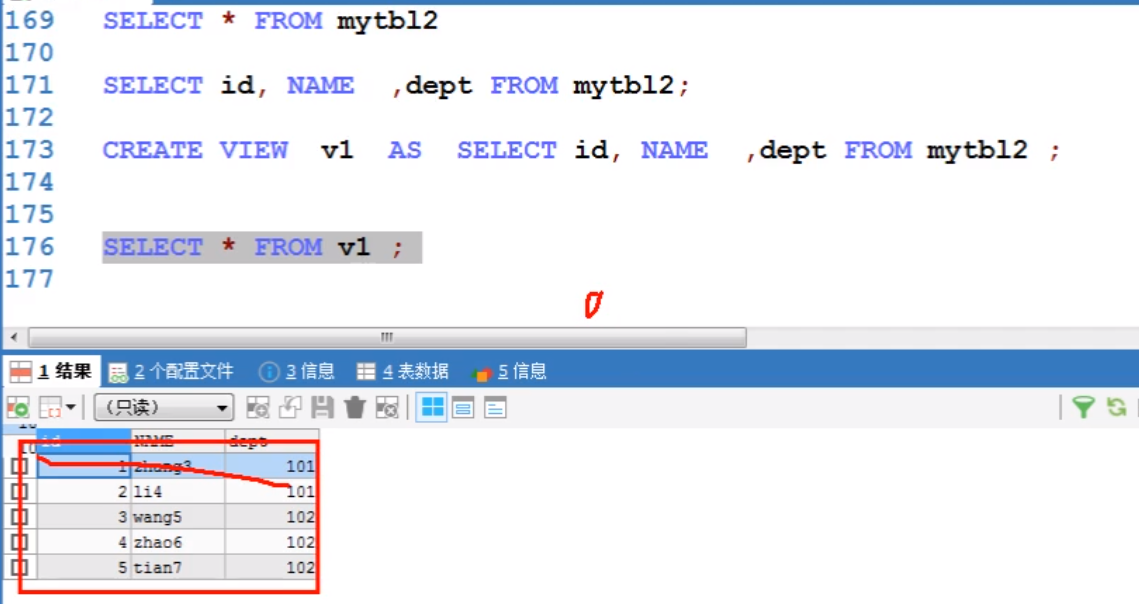 169 SELECT * FROM mytbl2
170
171 SELECT id, NAME ,dept FROM mytbl2;
172
173 CREATE VIEW v1 AS SELECT id, NAME ,dept FROM mytbl2 ;
174
175
176 SELECT * FROM v1 ;
177
1 结果 2 个配置文件 3 信息 4 表数据 5 信息
(只读)
id NAME dept
1 zhang3 101
2 li4 101
3 wang5 102
4 zhao6 102
5 tian7 102